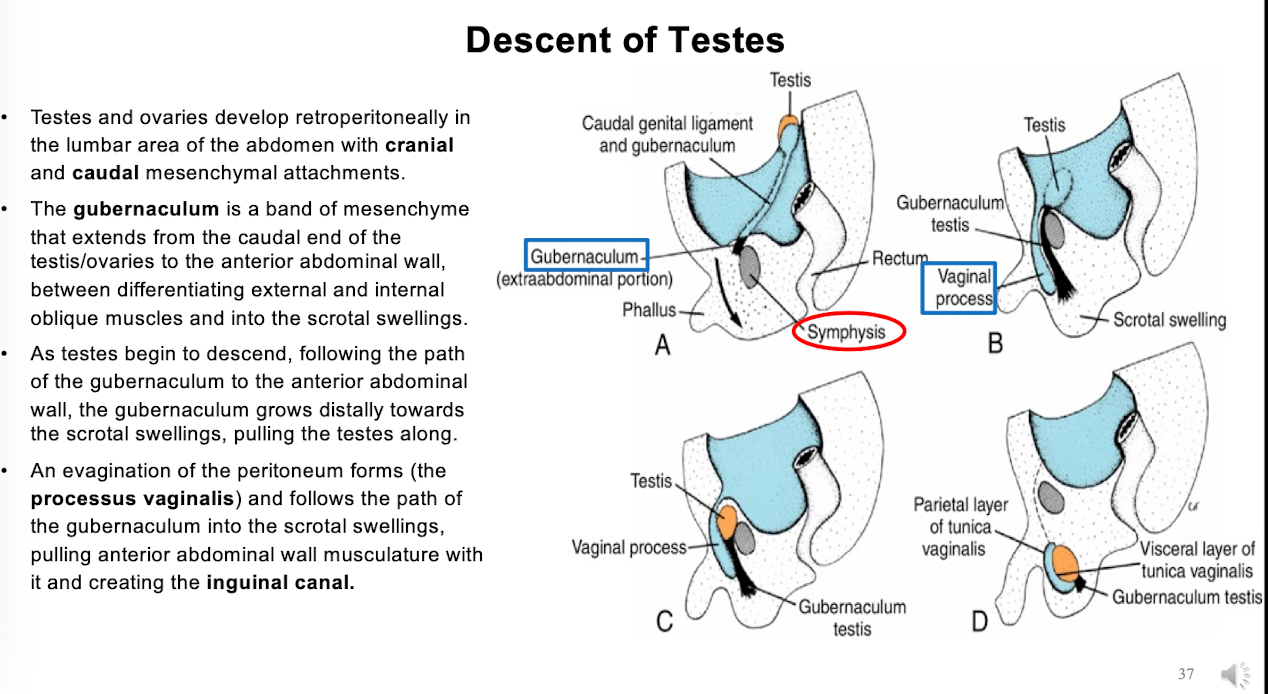 Descent of Testes
• Testes and ovaries develop retroperitoneally in
the lumbar area of the abdomen with cranial
and caudal mesenchymal attachments.
• The gubernaculum is a band of mesenchyme
that extends from the caudal end of the
testis/ovaries to the anterior abdominal wall,
between differentiating external and internal
oblique muscles and into the scrotal swellings.
• As testes begin to descend, following the path
of the gubernaculum to the anterior abdominal
wall, the gubernaculum grows distally towards
the scrotal swellings, pulling the testes along.
• An evagination of the peritoneum forms (the
processus vaginalis) and follows the path of
the gubernaculum into the scrotal swellings,
pulling anterior abdominal wall musculature with
it and creating the inguinal canal.
Testis
Caudal genital ligament
and gubernaculum
Gubernaculum
(extraabdominal portion)
Phallus
Rectum
Symphysis
A
Testis
Gubernaculum
testis
Vaginal
process
Scrotal swelling
B
Testis
Vaginal process
Gubernaculum
testis
C
Parietal layer
of tunica
vaginalis
Visceral layer of
tunica vaginalis
Gubernaculum testis
D
37